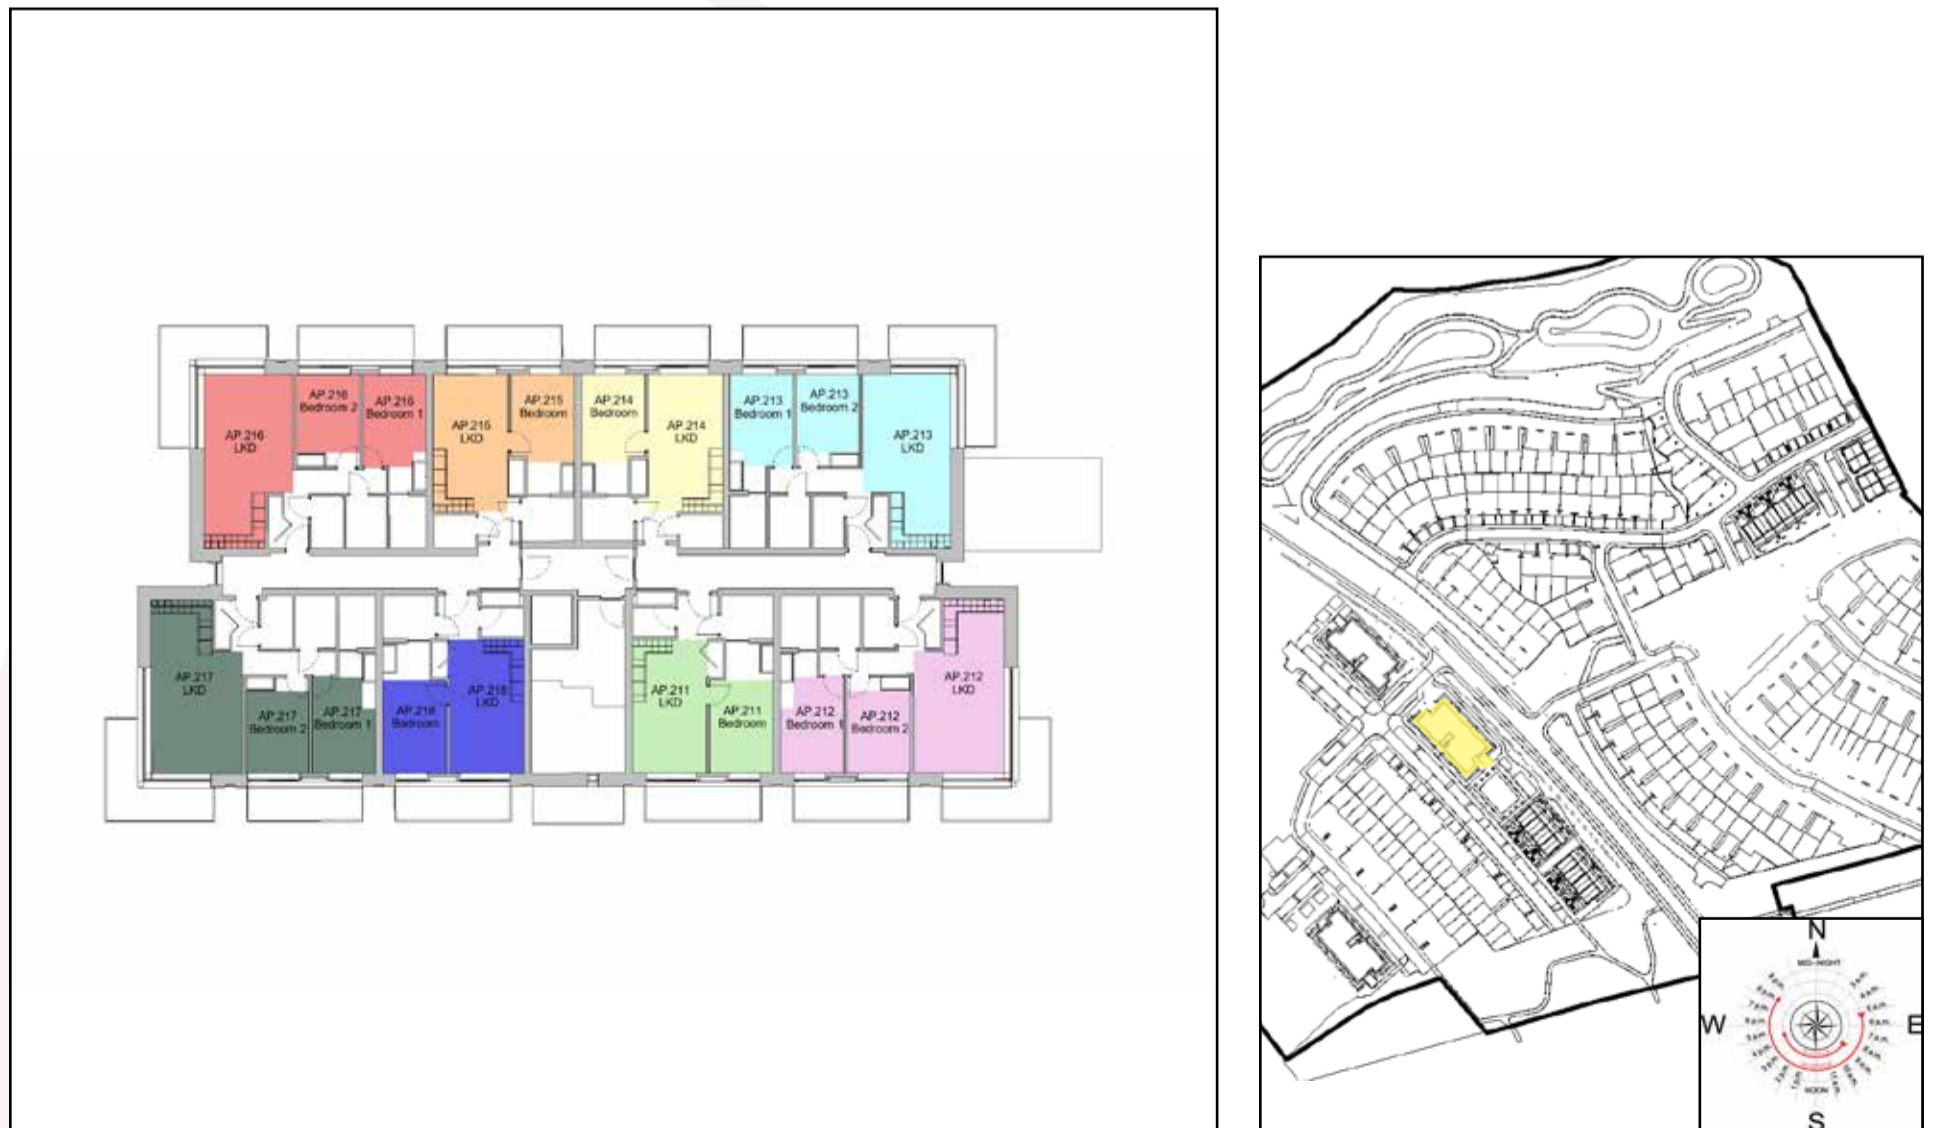 AP.216
LKD
AP.216
Bedroom 2
AP.216
Bedroom 1
AP.215
LKD
AP.215
Bedroom
AP.214
Bedroom
AP.214
LKD
AP.213
Bedroom 1
AP.213
Bedroom 2
AP.213
LKD
AP.217
LKD
AP.217
Bedroom 2
AP.217
Bedroom 1
AP.218
Bedroom
AP.218
LKD
AP.211
LKD
AP.211
Bedroom
AP.212
Bedroom 1
AP.212
Bedroom 2
AP.212
LKD
N
MID-NIGHT
W
E
NOON
S